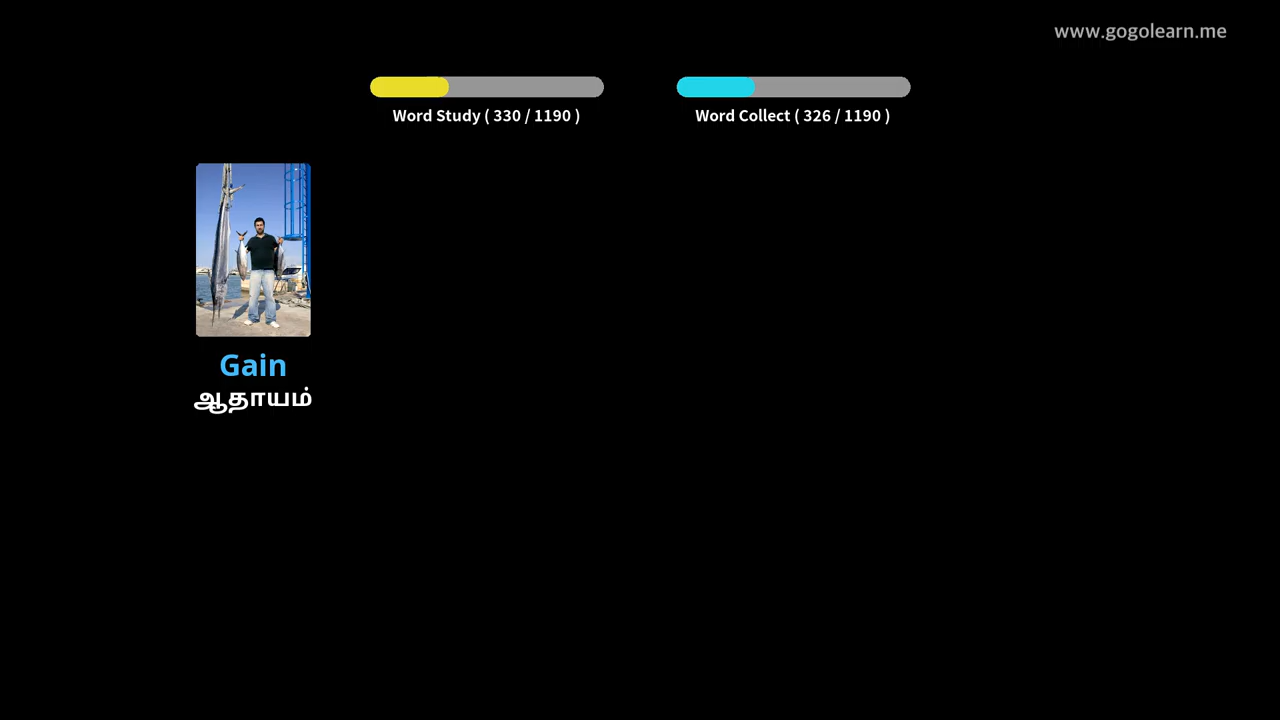 www.gogolearn.me
Word Study ( 330 / 1190 )
Word Collect ( 326 / 1190 )
Gain
ஆதாயம்